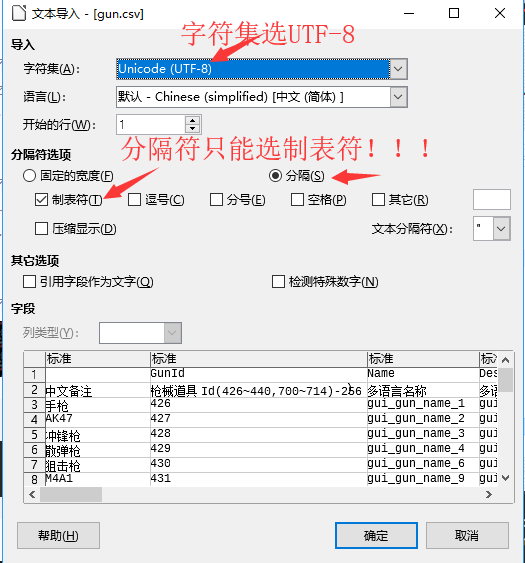 文本导入 - [gun.csv]
字符集选UTF-8
导入
字符集(A): Unicode (UTF-8)
语言(L): 默认 - Chinese (simplified) [中文 (简体) ]
开始的行(W): 1
分隔符只能选制表符！！！
分隔符选项
固定的宽度(F) 分隔(S)
制表符(T) 逗号(C) 分号(E) 空格(P) 其它(R)
压缩显示(D) 文本分隔符(X): "
其它选项
引用字段作为文字(Q) 检测特殊数字(N)
字段
列类型(Y):
标准 标准 标准 标准
1 GunId Name Des
2 中文备注 枪械道具 Id(426~440,700~714)-256 多语言名称 多语
3 手枪 426 gui_gun_name_1 gui
4 AK47 427 gui_gun_name_2 gui
5 冲锋枪 428 gui_gun_name_3 gui
6 散弹枪 429 gui_gun_name_4 gui
7 狙击枪 430 gui_gun_name_6 gui
8 M4A1 431 gui_gun_name_9 gui
帮助(H) 确定 取消